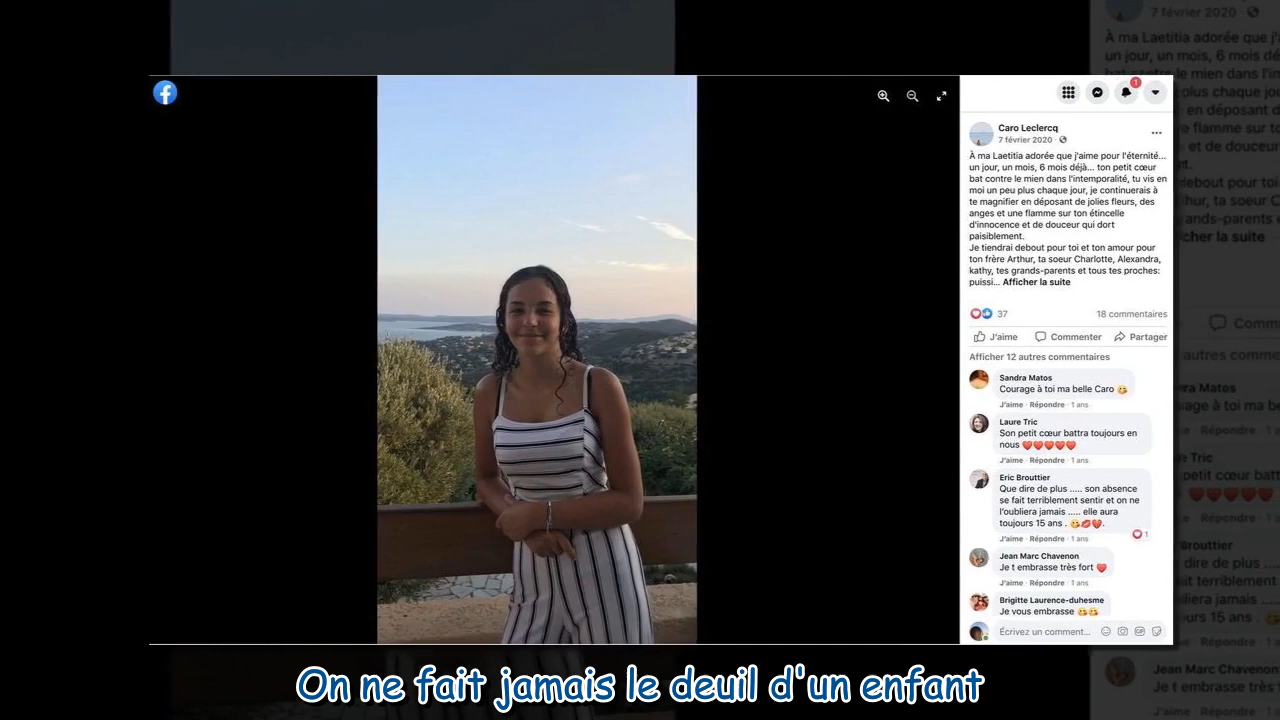 Caro Leclercq
7 février 2020
À ma Laetitia adorée que j'aime pour l'éternité...
un jour, un mois, 6 mois déjà... ton petit cœur
bat contre le mien dans l'intemporalité, tu vis en
moi un peu plus chaque jour, je continuerais à
te magnifier en déposant de jolies fleurs, des
anges et une flamme sur ton étincelle
d'innocence et de douceur qui dort
paisiblement.
Je tiendrai debout pour toi et ton amour pour
ton frère Arthur, ta soeur Charlotte, Alexandra,
kathy, tes grands-parents et tous tes proches:
puissi... Afficher la suite
37 18 commentaires
J'aime Commenter Partager
Afficher 12 autres commentaires
Sandra Matos
Courage à toi ma belle Caro 😘
J'aime · Répondre · 1 ans
Laure Tric
Son petit cœur battra toujours en
nous ❤️❤️❤️❤️❤️
J'aime · Répondre · 1 ans
Eric Brouttier
Que dire de plus ..... son absence
se fait terriblement sentir et on ne
l'oubliera jamais ..... elle aura
toujours 15 ans . 😘💋💔.
1
J'aime · Répondre · 1 ans
Jean Marc Chavenon
Je t embrasse très fort ❤️
J'aime · Répondre · 1 ans
Brigitte Laurence-duhesme
Je vous embrasse 😘😘
Écrivez un comment...
On ne fait jamais le deuil d'un enfant